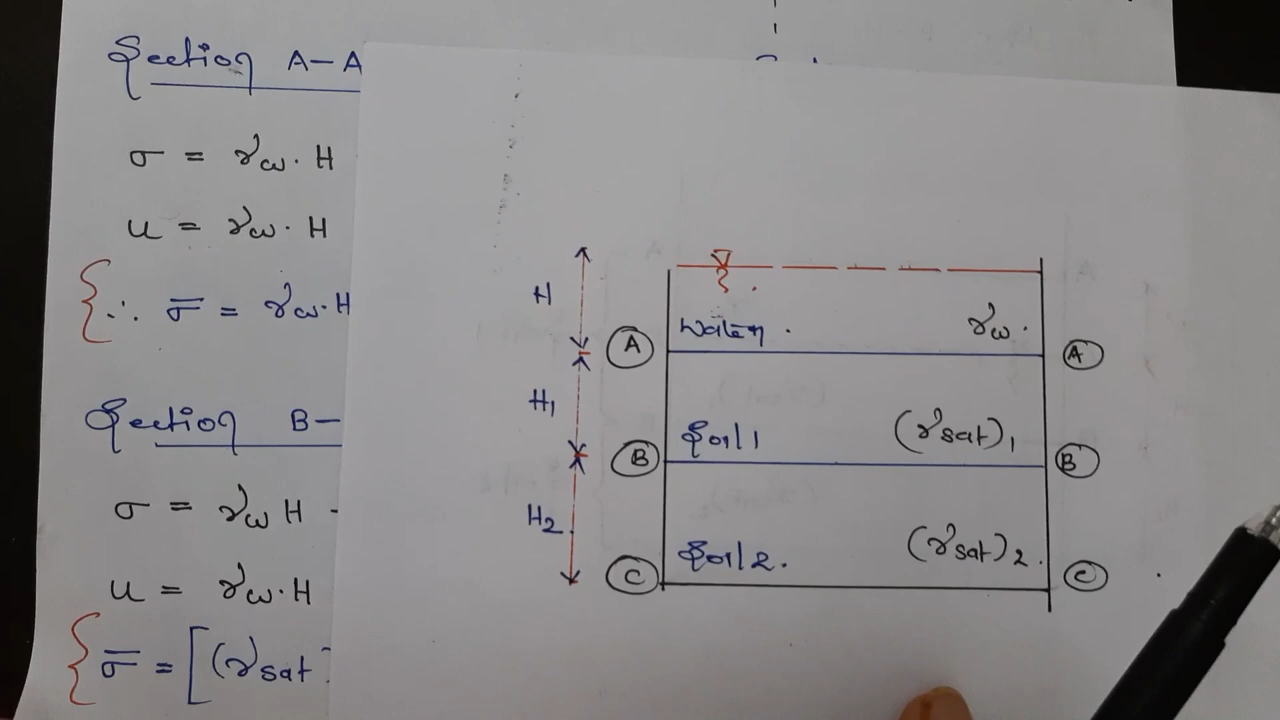 Section A-A
σ = γω. H
u = γω. H
∴ σ̅ = γω.H
Section B-
σ = γω H -
u = γω.H
σ̅ = [(γsat
H
Water. γω.
A A
H1
Soil 1 (γsat)1
B B
H2
Soil 2. (γsat)2.
C C